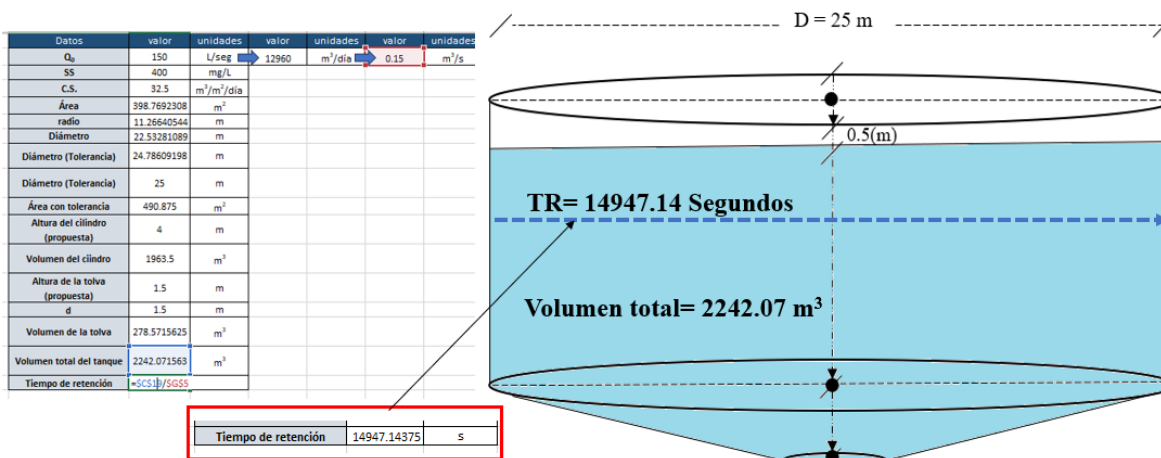 D = 25 m
Datos valor unidades valor unidades valor unidades
Q₀ 150 L/seg 12960 m³/día 0.15 m³/s
SS 400 mg/L
C.S. 32.5 m³/m²/día
Área 398.7692308 m²
radio 11.26640544 m
Diámetro 22.53281089 m
Diámetro (Tolerancia) 24.78609198 m
Diámetro (Tolerancia) 25 m
Área con tolerancia 490.875 m²
Altura del cilindro
(propuesta) 4 m
Volumen del ciindro 1963.5 m³
Altura de la tolva
(propuesta) 1.5 m
d 1.5 m
Volumen de la tolva 278.5715625 m³
Volumen total del tanque 2242.071563 m³
Tiempo de retención =$C$19/$G$5
Tiempo de retención 14947.14375 s
0.5(m)
TR= 14947.14 Segundos
Volumen total= 2242.07 m³